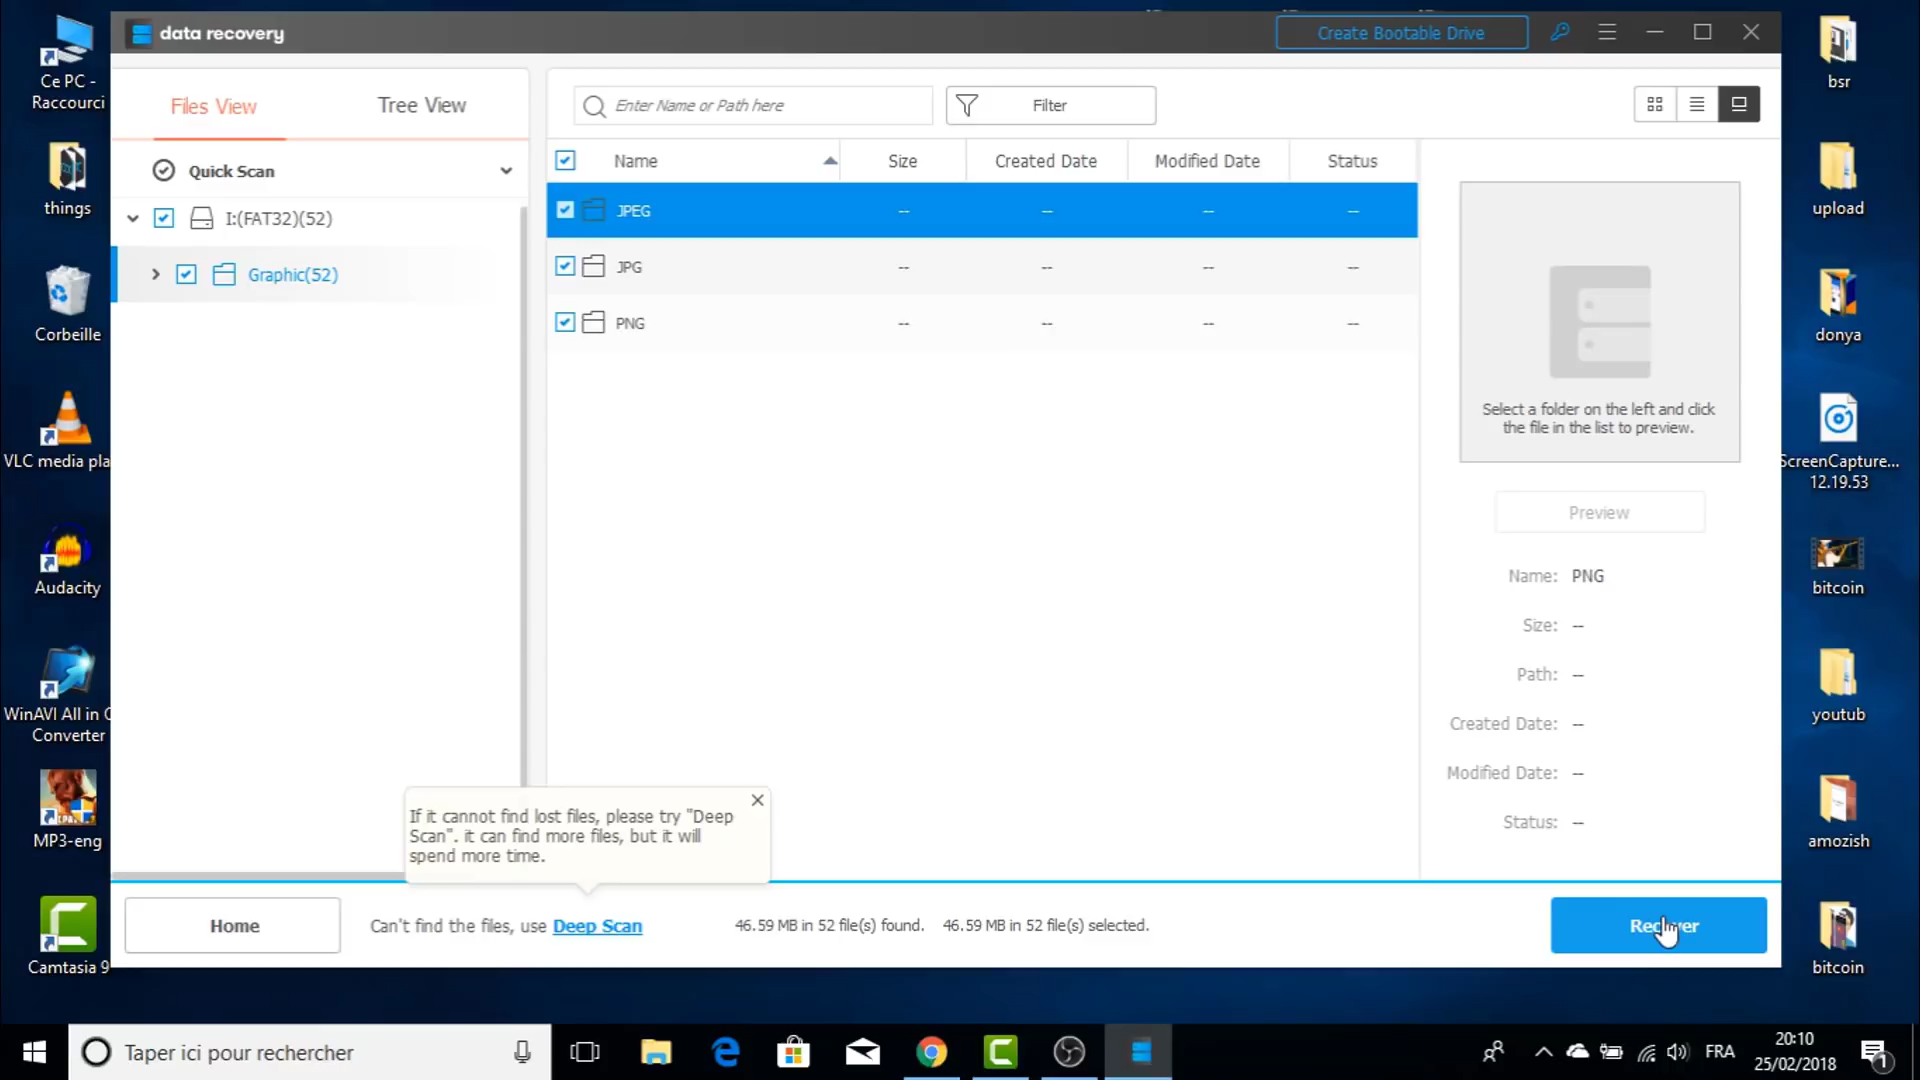 data recovery
Create Bootable Drive
Files View
Tree View
Enter Name or Path here
Filter
Quick Scan
Name
Size
Created Date
Modified Date
Status
I:(FAT32)(52)
Graphic(52)
JPEG
--
--
--
--
JPG
--
--
--
--
PNG
--
--
--
--
Select a folder on the left and click
the file in the list to preview.
Preview
Name: PNG
Size: --
Path: --
Created Date: --
Modified Date: --
Status: --
If it cannot find lost files, please try "Deep
Scan". it can find more files, but it will
spend more time.
Home
Can't find the files, use Deep Scan
46.59 MB in 52 file(s) found.
46.59 MB in 52 file(s) selected.
Recover
Ce PC -
Raccourci
things
Corbeille
VLC media pla
Audacity
WinAVI All in
Converter
MP3-eng
Camtasia 9
bsr
upload
donya
ScreenCapture...
12.19.53
bitcoin
youtub
amozish
bitcoin
Taper ici pour rechercher
FRA
20:10
25/02/2018
1